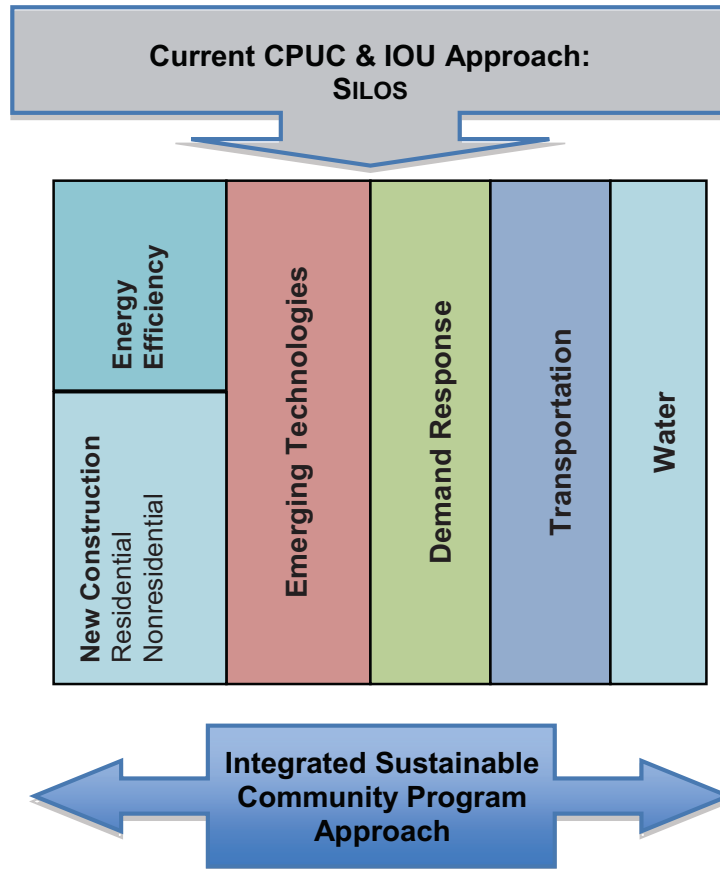 Current CPUC & IOU Approach:
SILOS
Energy
Efficiency
New Construction
Residential
Nonresidential
Emerging Technologies
Demand Response
Transportation
Water
Integrated Sustainable
Community Program
Approach